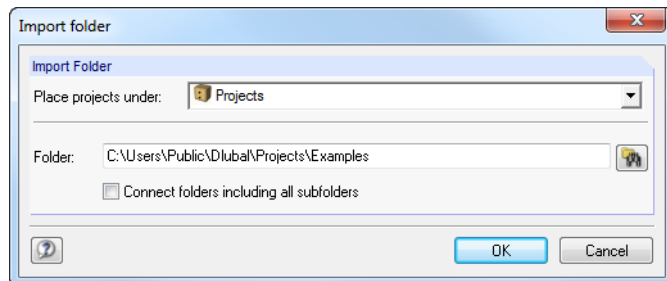 Import folder
Import Folder
Place projects under: Projects
Folder: C:\Users\Public\Dlubal\Projects\Examples
Connect folders including all subfolders
OK Cancel